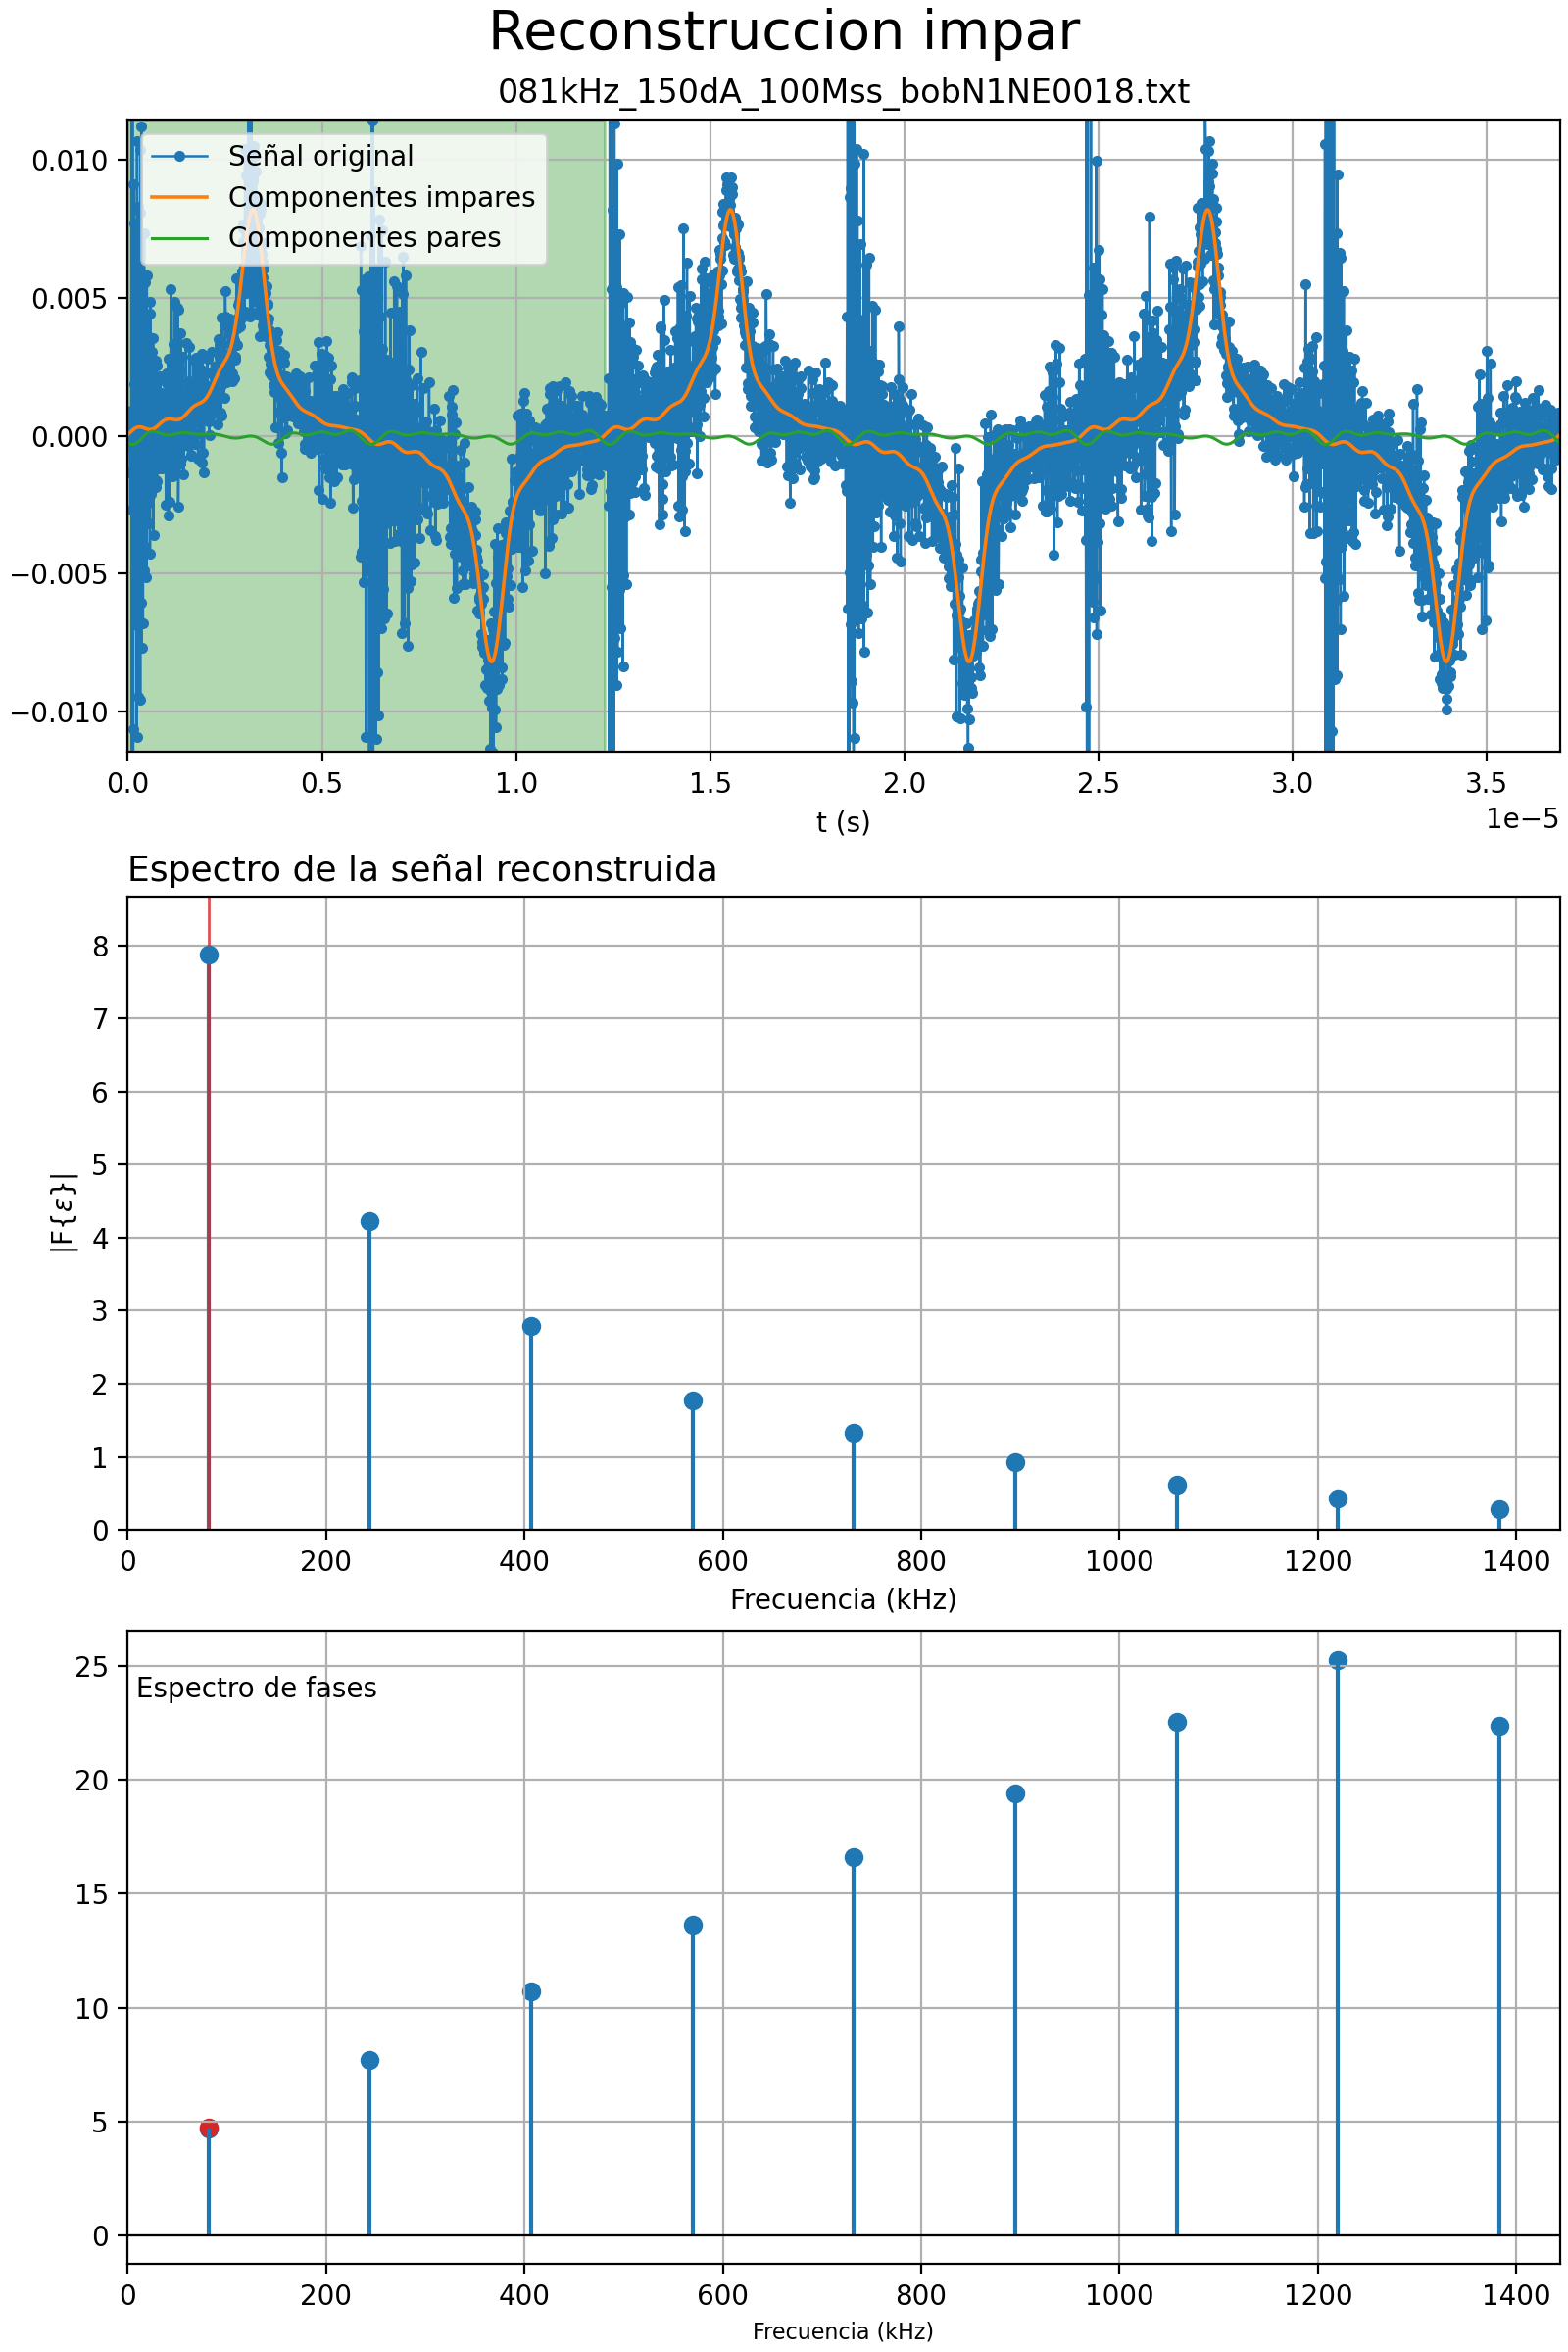 Reconstruccion impar
081kHz_150dA_100Mss_bobN1NE0018.txt
Señal original
Componentes impares
Componentes pares
0.010
0.005
0.000
−0.005
−0.010
0.0 0.5 1.0 1.5 2.0 2.5 3.0 3.5
1e−5
t (s)
Espectro de la señal reconstruida
8
7
6
5
4
3
2
1
0
|F{ε}|
0 200 400 600 800 1000 1200 1400
Frecuencia (kHz)
Espectro de fases
25
20
15
10
5
0
0 200 400 600 800 1000 1200 1400
Frecuencia (kHz)